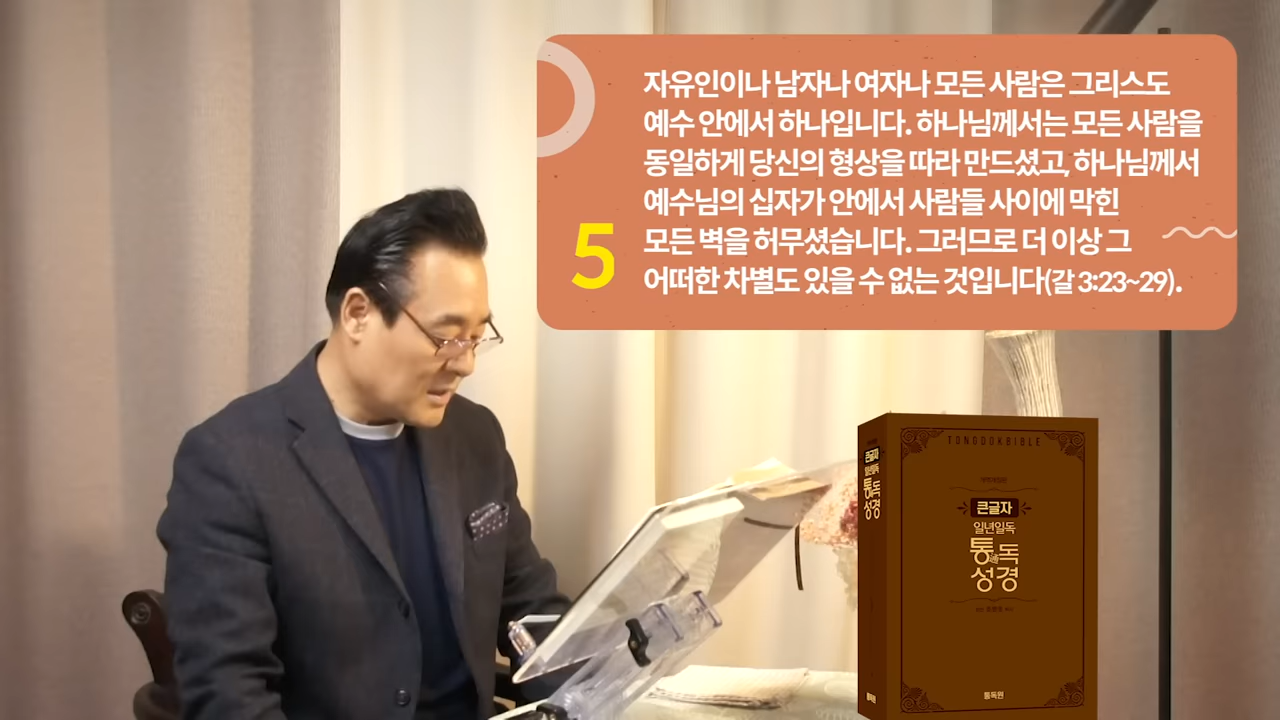 5
자유인이나 남자나 여자나 모든 사람은 그리스도
예수 안에서 하나입니다. 하나님께서는 모든 사람을
동일하게 당신의 형상을 따라 만드셨고, 하나님께서
예수님의 십자가 안에서 사람들 사이에 막힌
모든 벽을 허무셨습니다. 그러므로 더 이상 그
어떠한 차별도 있을 수 없는 것입니다(갈 3:23~29).
TONGDOKBIBLE
큰글자
일년일독
통독
성경
통독원
큰글자
일년일독
통독
성경
통독원